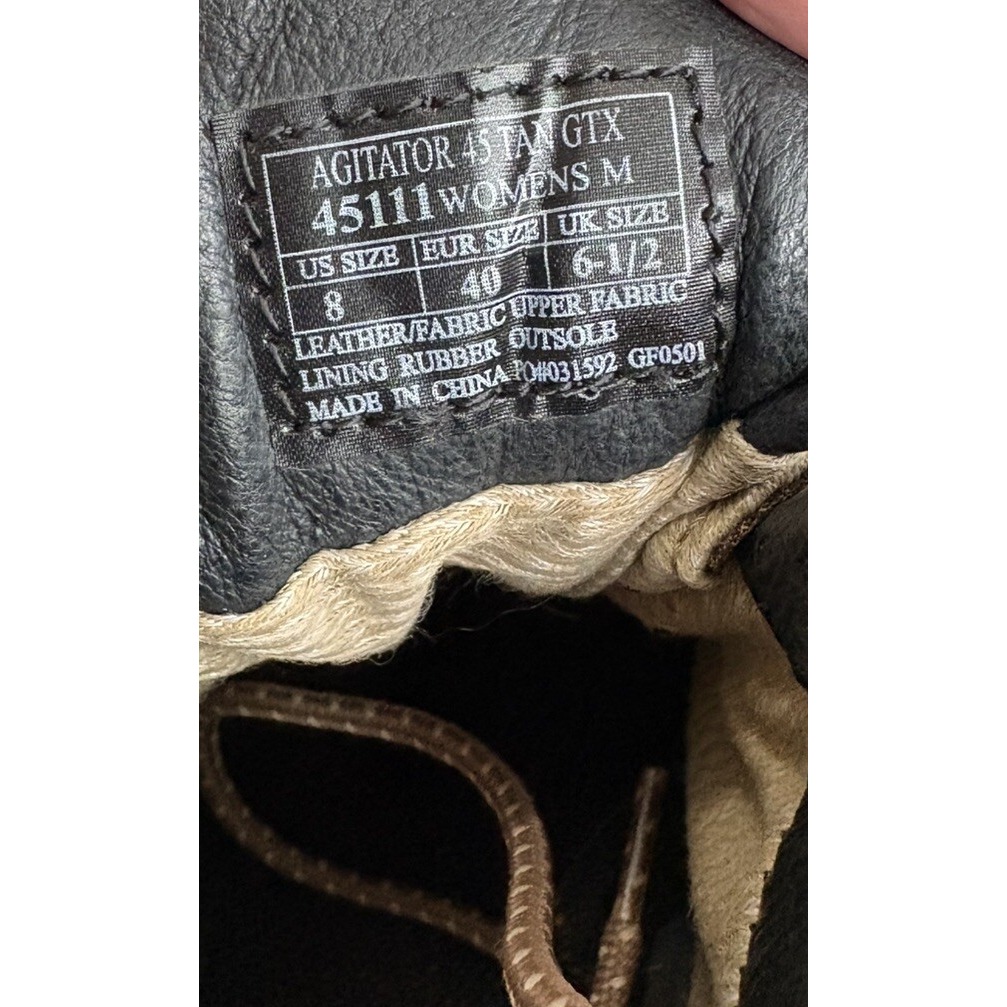 AGITATOR 45 TAN GTX
45111 WOMENS M
US SIZE EUR SIZE UK SIZE
8 40 6-1/2
LEATHER/FABRIC UPPER FABRIC
LINING RUBBER OUTSOLE
MADE IN CHINA PO#031592 GF0501